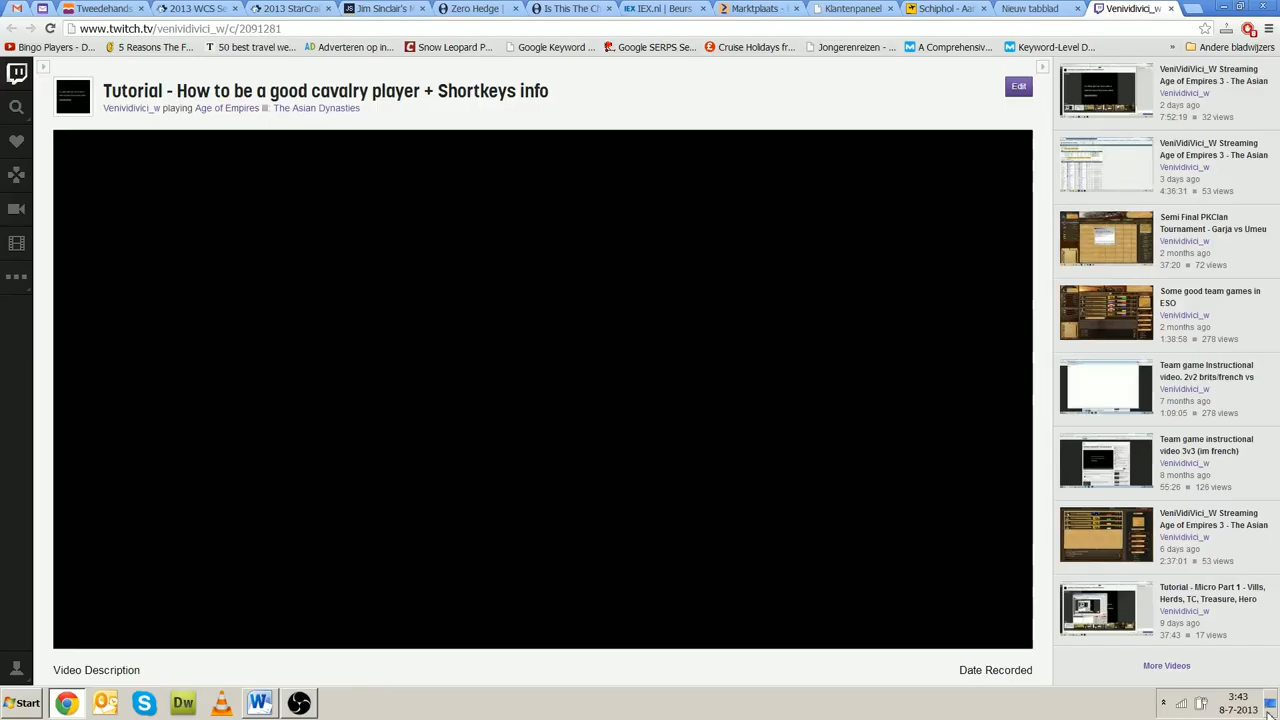 Tweedehands
2013 WCS Se
2013 StarCra
Jim Sinclair's M
Zero Hedge |
Is This The Ch
IEX.nl | Beurs
Marktplaats -
Klantenpaneel
Schiphol - Aan
Nieuw tabblad
Venividivici_w
www.twitch.tv/venividivici_w/c/2091281
Bingo Players - D...
5 Reasons The F...
50 best travel we...
Adverteren op in...
Snow Leopard P...
Google Keyword ...
Google SERPS Se...
Cruise Holidays fr...
Jongerenreizen - ...
A Comprehensiv...
Keyword-Level D...
»
Andere bladwijzers
Tutorial - How to be a good cavalry player + Shortkeys info
Venividivici_w playing Age of Empires III: The Asian Dynasties
Edit
VeniVidiVici_W Streaming
Age of Empires 3 - The Asian
Venividivici_w
2 days ago
7:52:19 32 views
VeniVidiVici_W Streaming
Age of Empires 3 - The Asian
Venividivici_w
3 days ago
4:36:31 53 views
Semi Final PKClan
Tournament - Garja vs Umeu
Venividivici_w
2 months ago
37:20 72 views
Some good team games in
ESO
Venividivici_w
2 months ago
1:38:58 278 views
Team game Instructional
video. 2v2 brits/french vs
Venividivici_w
7 months ago
1:09:05 278 views
Team game instructional
video 3v3 (im french)
Venividivici_w
8 months ago
55:26 126 views
VeniVidiVici_W Streaming
Age of Empires 3 - The Asian
Venividivici_w
6 days ago
2:37:01 53 views
Tutorial - Micro Part 1 - Vills,
Herds, TC, Treasure, Hero
Venividivici_w
9 days ago
37:43 17 views
More Videos
Video Description
Date Recorded
Start
Dw
3:43
8-7-2013